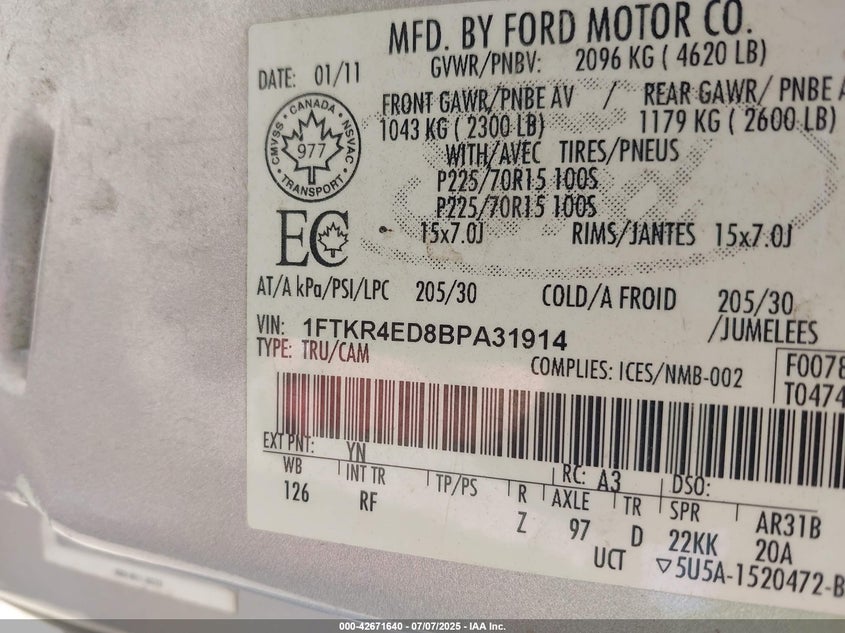 MFD. BY FORD MOTOR CO.
DATE: 01/11
GVWR/PNBV: 2096 KG ( 4620 LB)
FRONT GAWR/PNBE AV / REAR GAWR/ PNBE A
1043 KG ( 2300 LB) 1179 KG ( 2600 LB)
WITH/AVEC TIRES/PNEUS
P225/70R15 100S
P225/70R15 100S
15x7.0J RIMS/JANTES 15x7.0J
CANADA
CMVSS NSVAC
977
TRANSPORT
EC
AT/A kPa/PSI/LPC 205/30 COLD/A FROID 205/30
/JUMELEES
VIN: 1FTKR4ED8BPA31914
TYPE: TRU/CAM
COMPLIES: ICES/NMB-002
F0078
T0474
EXT PNT: YN RC: A3 DSO:
WB INT TR TP/PS R AXLE TR SPR AR31B
126 RF Z 97 D 22KK 20A
UCT ▽5U5A-1520472-B
000-42671640 - 07/07/2025 - IAA Inc.